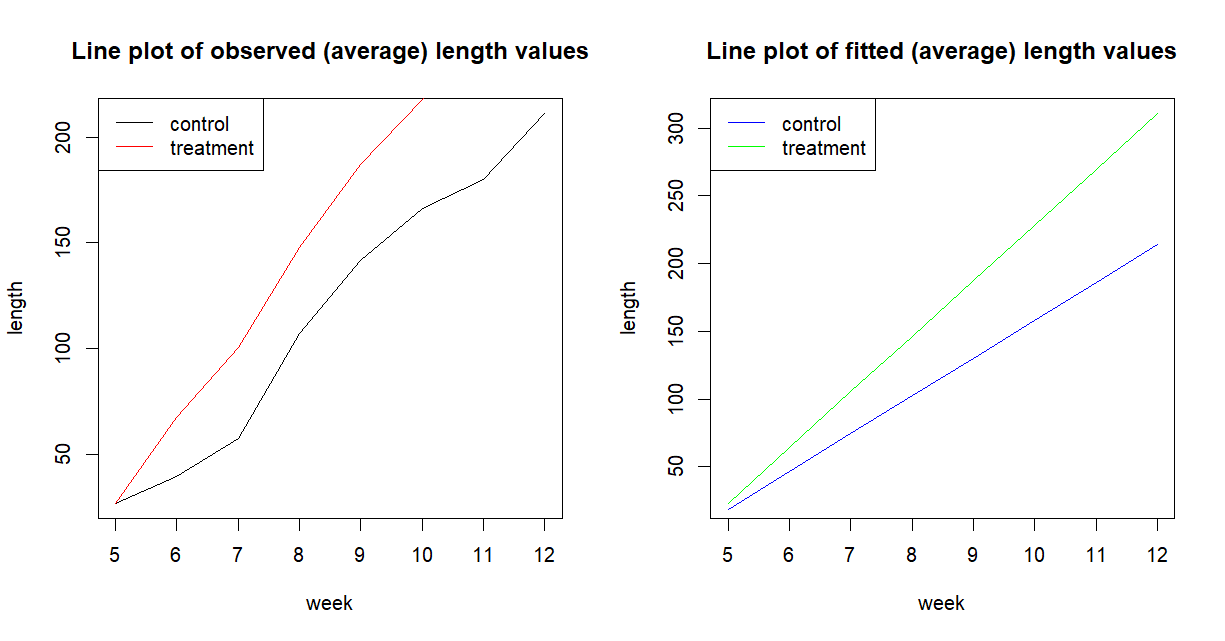 Line plot of observed (average) length values
control
treatment
length
200
150
100
50
5 6 7 8 9 10 11 12
week
Line plot of fitted (average) length values
control
treatment
length
300
250
200
150
100
50
5 6 7 8 9 10 11 12
week